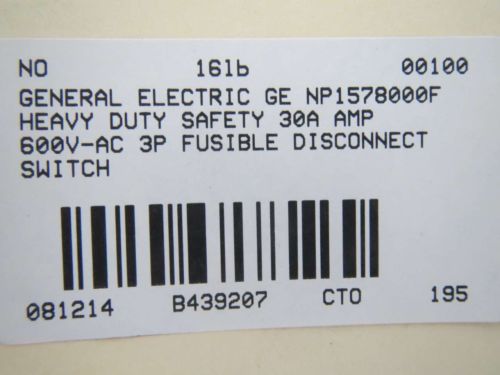 NO 16lb 00100
GENERAL ELECTRIC GE NP1578000F
HEAVY DUTY SAFETY 30A AMP
600V-AC 3P FUSIBLE DISCONNECT
SWITCH
081214 B439207 CTO 195